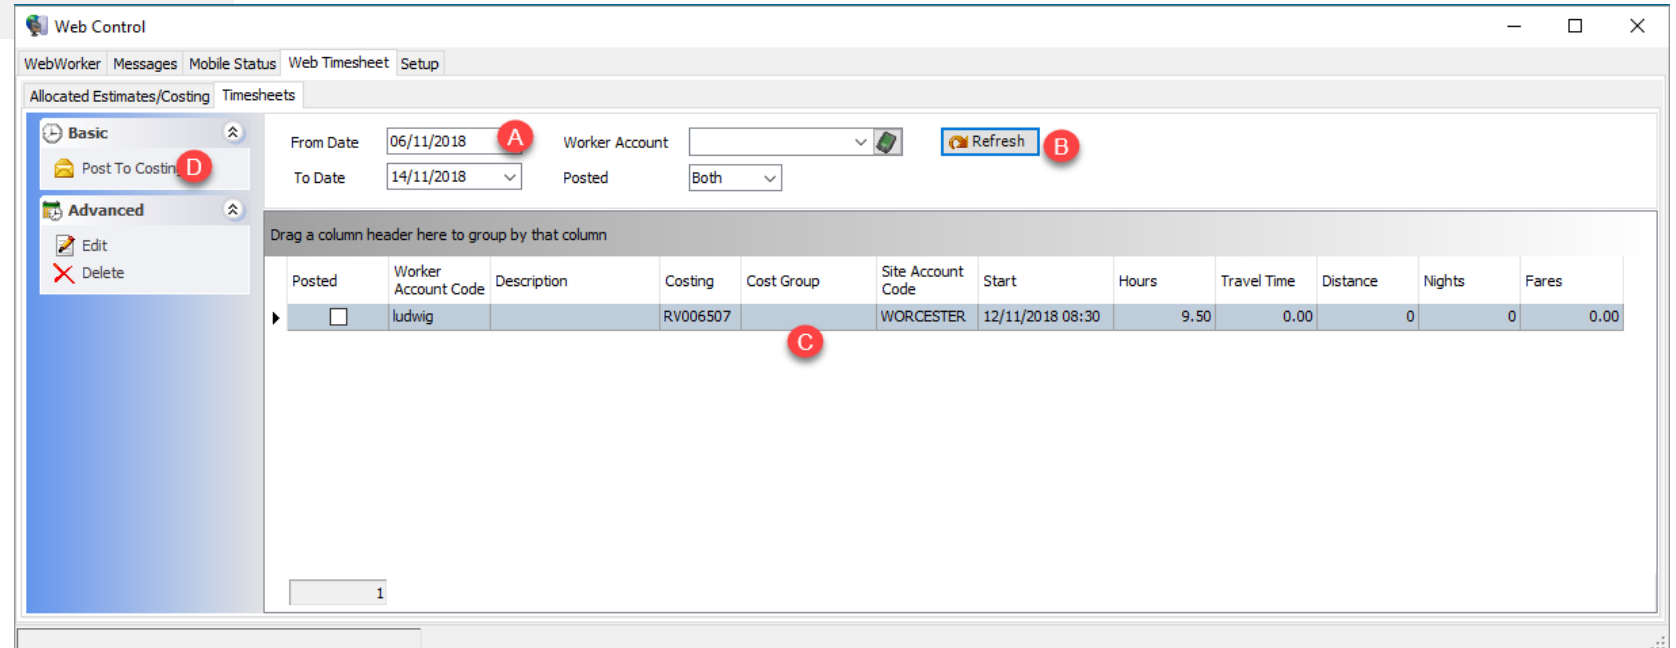 Web Control
WebWorker Messages Mobile Status Web Timesheet Setup
Allocated Estimates/Costing Timesheets
Basic
Post To Costing D
Advanced
Edit
Delete
From Date 06/11/2018 A Worker Account Refresh B
To Date 14/11/2018 Posted Both
Drag a column header here to group by that column
Posted Worker Account Code Description Costing Cost Group Site Account Code Start Hours Travel Time Distance Nights Fares
ludwig RV006507 WORCESTER 12/11/2018 08:30 9.50 0.00 0 0 0.00
C
1